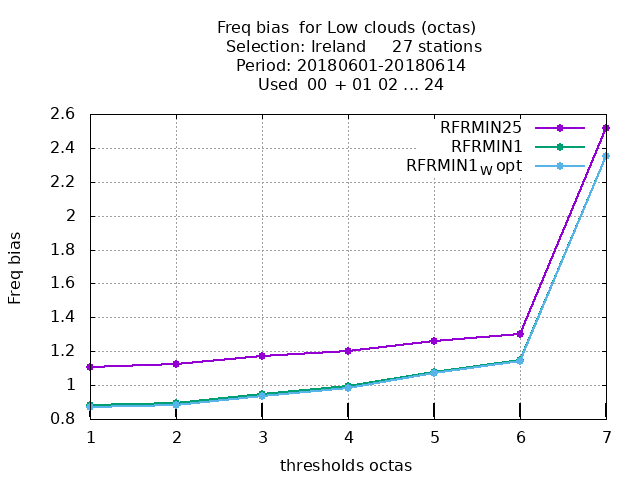 Freq bias  for Low clouds (octas)
Selection: Ireland     27 stations
Period: 20180601-20180614
Used  00 + 01 02 ... 24
RFRMIN25
RFRMIN1
RFRMIN1W opt
2.6
2.4
2.2
2
1.8
1.6
1.4
1.2
1
0.8
Freq bias
1 2 3 4 5 6 7
thresholds octas